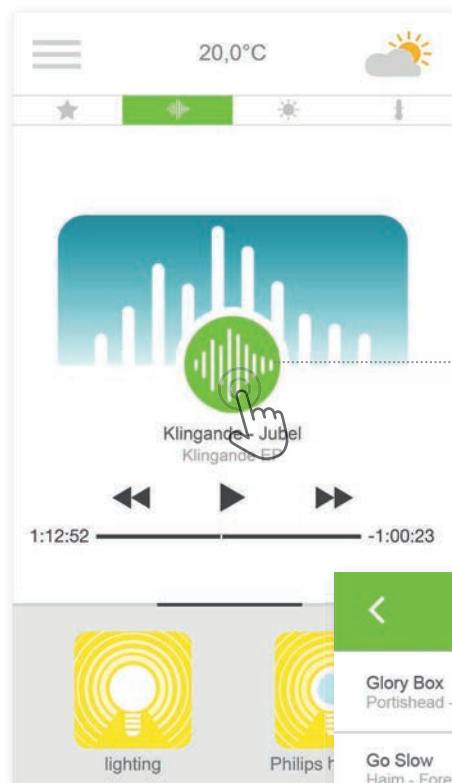 20,0°C
Klingande - Jubel
Klingande EP
1:12:52
-1:00:23
lighting
Philips
Glory Box
Portishead -
Go Slow
Haim -